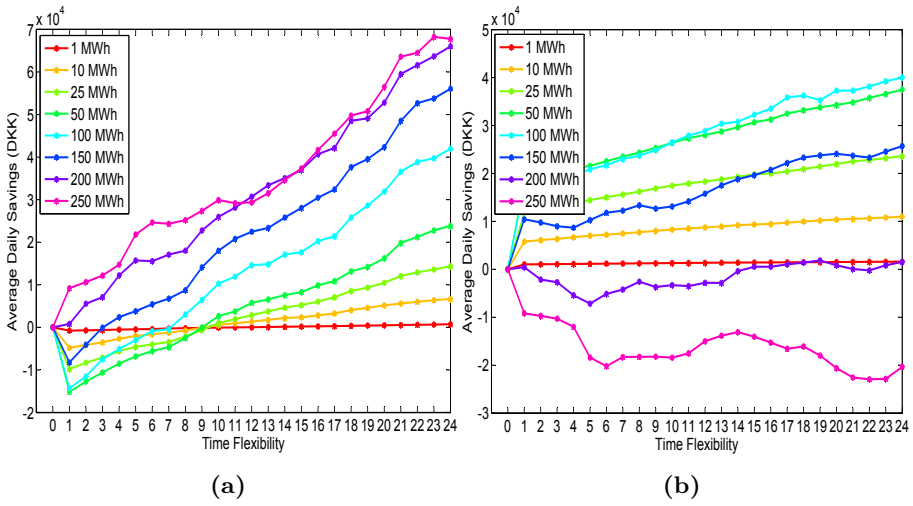 x 10⁴
7
6
5
4
3
2
1
0
-1
-2
Average Daily Savings (DKK)
1 MWh
10 MWh
25 MWh
50 MWh
100 MWh
150 MWh
200 MWh
250 MWh
0 1 2 3 4 5 6 7 8 9 10 11 12 13 14 15 16 17 18 19 20 21 22 23 24
Time Flexibility
(a)
x 10⁴
5
4
3
2
1
0
-1
-2
-3
Average Daily Savings (DKK)
1 MWh
10 MWh
25 MWh
50 MWh
100 MWh
150 MWh
200 MWh
250 MWh
0 1 2 3 4 5 6 7 8 9 10 11 12 13 14 15 16 17 18 19 20 21 22 23 24
Time Flexibility
(b)